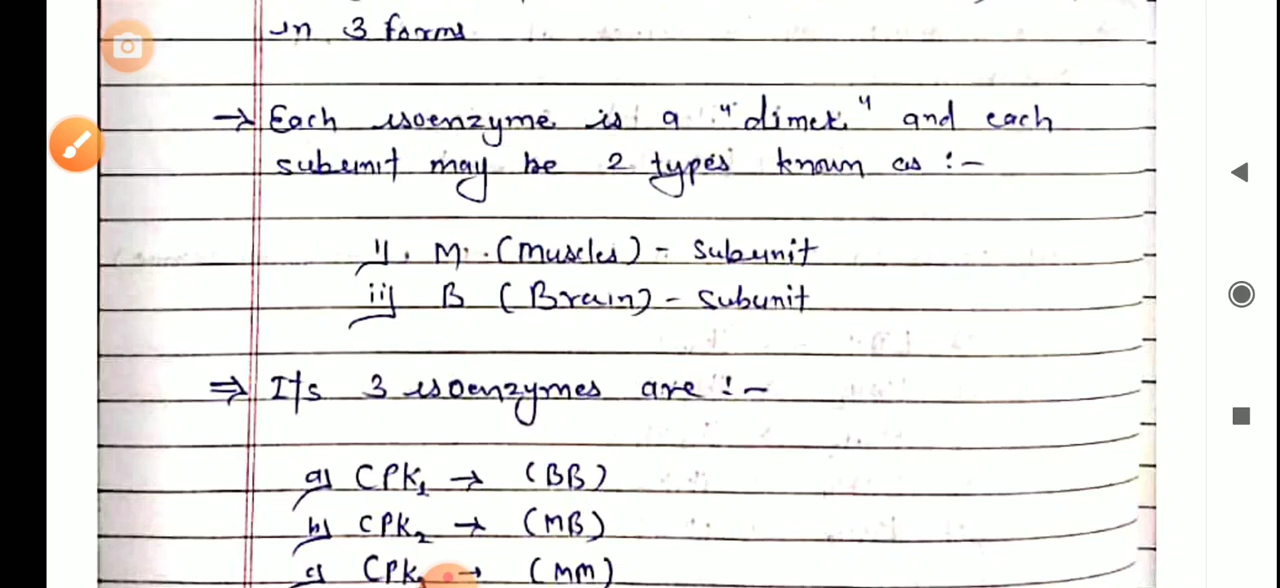 in 3 forms
→ Each isoenzyme is a "dimer" and each
subunit may be 2 types known as :-
i). M. (Muscles) - Subunit
ii) B (Brain) - Subunit
⇒ It's 3 isoenzymes are :-
a) CPK₁ → (BB)
b) CPK₂ → (MB)
c) CPK → (MM)